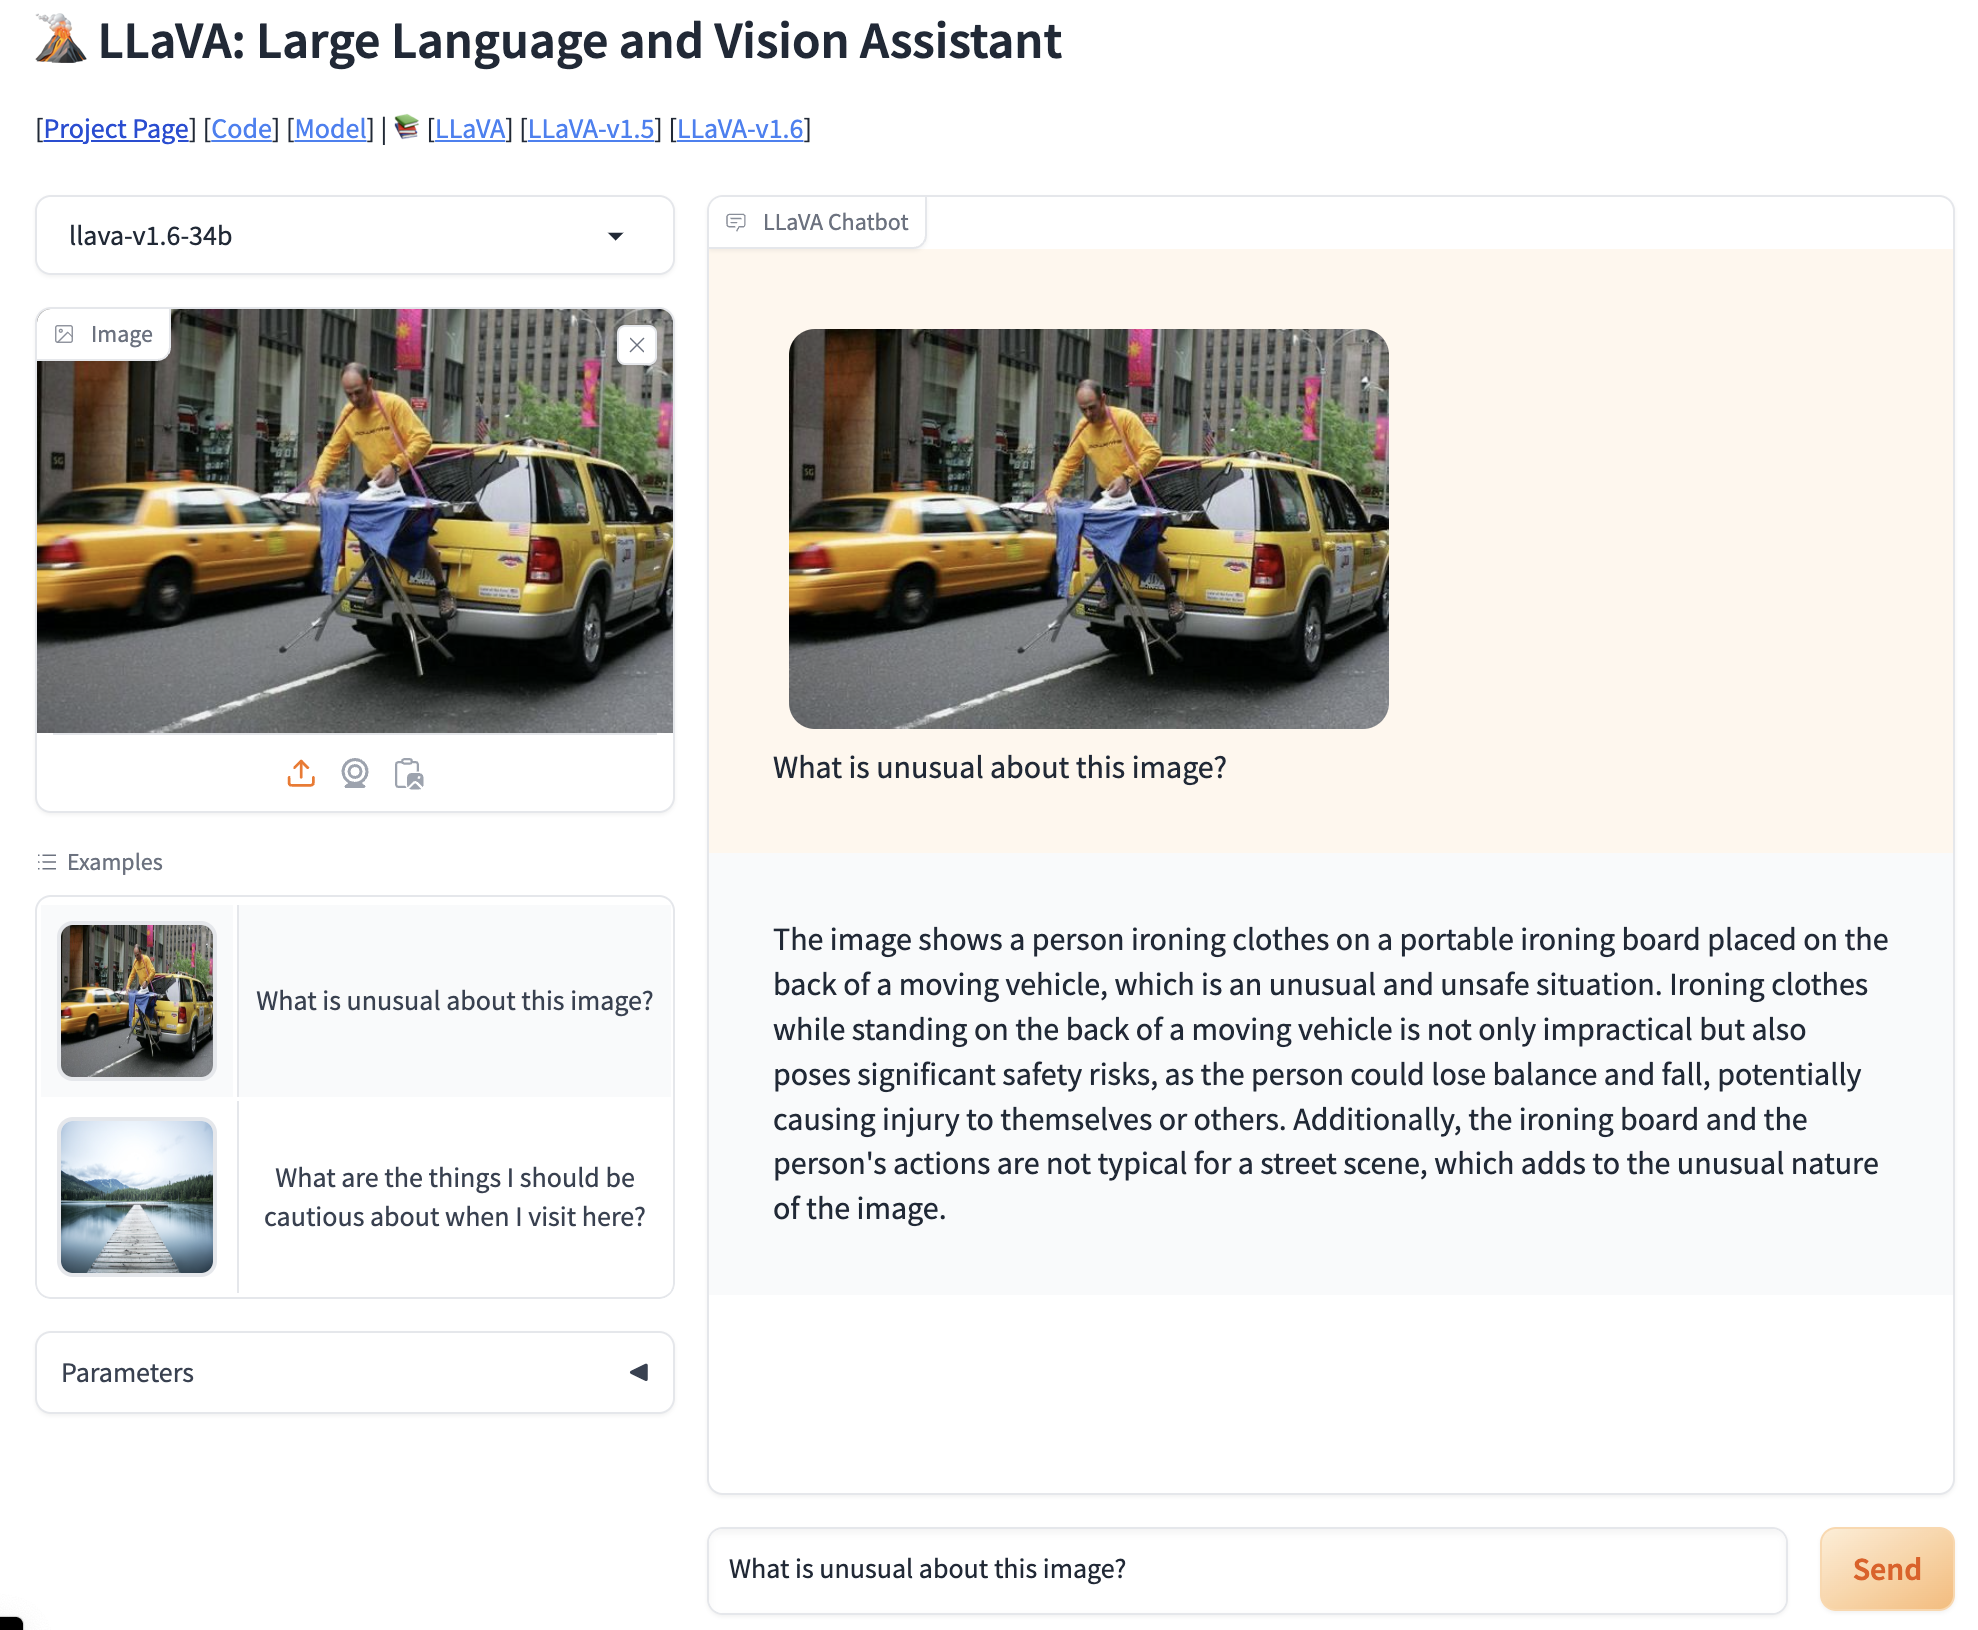 LLaVA: Large Language and Vision Assistant
[Project Page] [Code] [Model] | [LLaVA] [LLaVA-v1.5] [LLaVA-v1.6]
llava-v1.6-34b
Image
SG
Examples
What is unusual about this image?
What are the things I should be
cautious about when I visit here?
Parameters
LLaVA Chatbot
SG
What is unusual about this image?
The image shows a person ironing clothes on a portable ironing board placed on the
back of a moving vehicle, which is an unusual and unsafe situation. Ironing clothes
while standing on the back of a moving vehicle is not only impractical but also
poses significant safety risks, as the person could lose balance and fall, potentially
causing injury to themselves or others. Additionally, the ironing board and the
person's actions are not typical for a street scene, which adds to the unusual nature
of the image.
What is unusual about this image?
Send